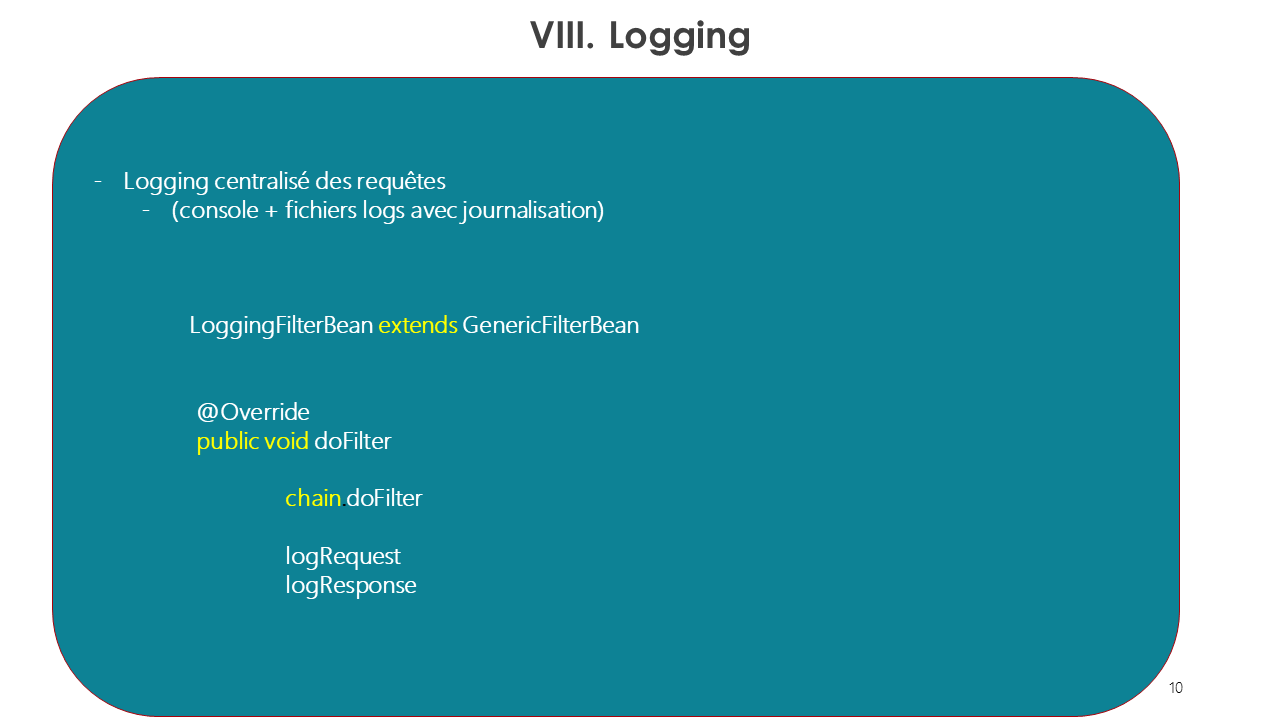 VIII. Logging
- Logging centralisé des requêtes
- (console + fichiers logs avec journalisation)
LoggingFilterBean extends GenericFilterBean
@Override
public void doFilter
chain.doFilter
logRequest
logResponse
10